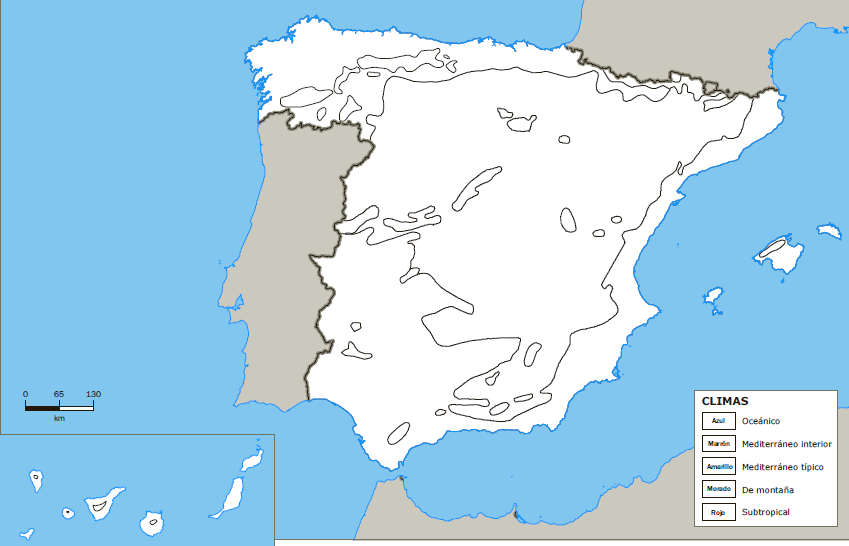 0 65 130
km
CLIMAS
Azul Oceánico
Marrón Mediterráneo interior
Amarillo Mediterráneo típico
Morado De montaña
Rojo Subtropical